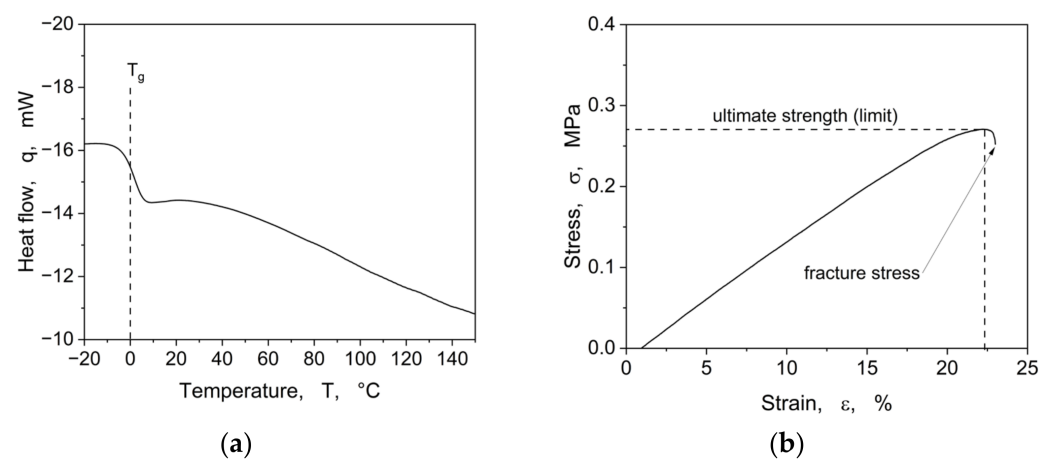 −20
−18
−16
−14
−12
−10
−20 0 20 40 60 80 100 120 140
Heat flow, q, mW
Temperature, T, °C
T_g
(a)
0.4
0.3
0.2
0.1
0.0
0 5 10 15 20 25
Stress, σ, MPa
Strain, ε, %
ultimate strength (limit)
fracture stress
(b)